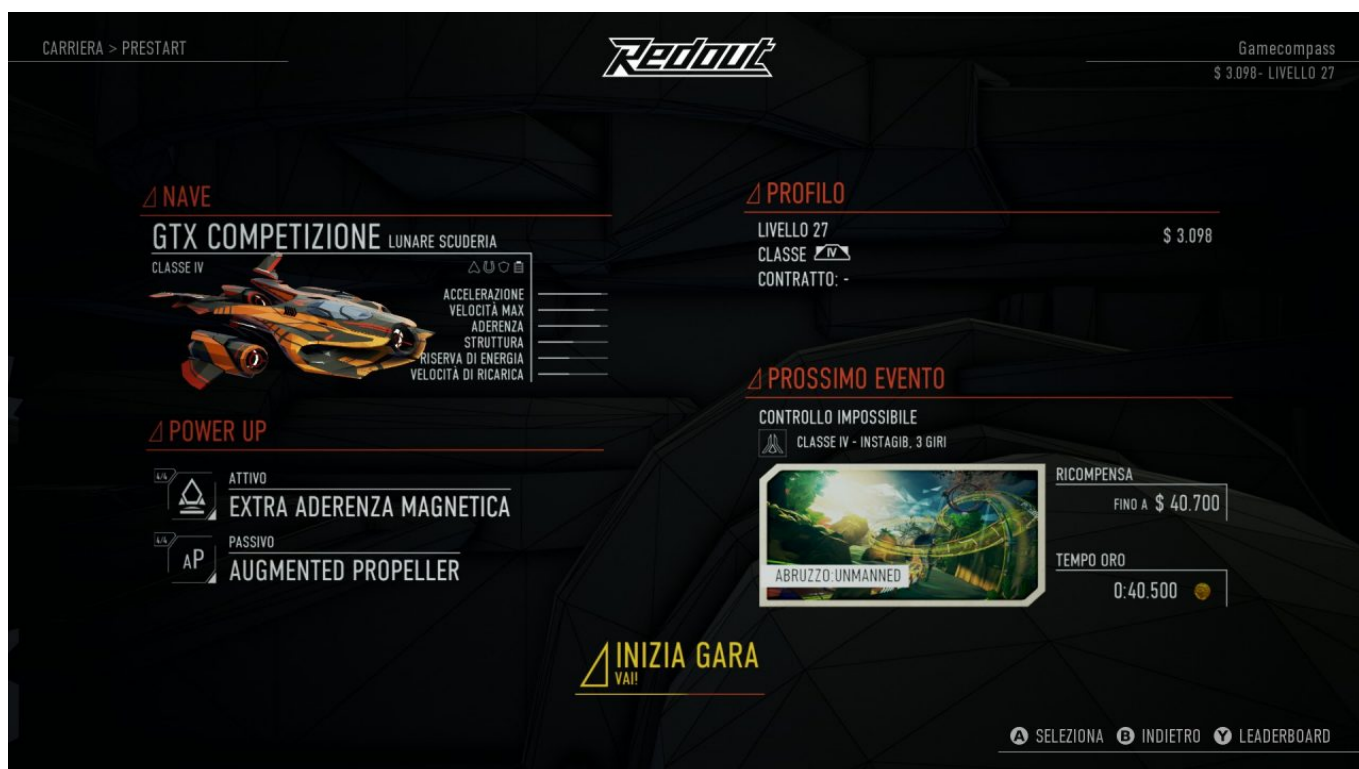 CARRIERA > PRESTART
Redout
Gamecompass
$ 3.098- LIVELLO 27
NAVE
GTX COMPETIZIONE LUNARE SCUDERIA
CLASSE IV
ACCELERAZIONE
VELOCITÀ MAX
ADERENZA
STRUTTURA
RISERVA DI ENERGIA
VELOCITÀ DI RICARICA
POWER UP
4/4
ATTIVO
EXTRA ADERENZA MAGNETICA
4/4
AP
PASSIVO
AUGMENTED PROPELLER
PROFILO
LIVELLO 27
$ 3.098
CLASSE IV
CONTRATTO: -
PROSSIMO EVENTO
CONTROLLO IMPOSSIBILE
CLASSE IV - INSTAGIB, 3 GIRI
ABRUZZO:UNMANNED
RICOMPENSA
FINO A $ 40.700
TEMPO ORO
0:40.500
INIZIA GARA
VAI!
A SELEZIONA B INDIETRO Y LEADERBOARD